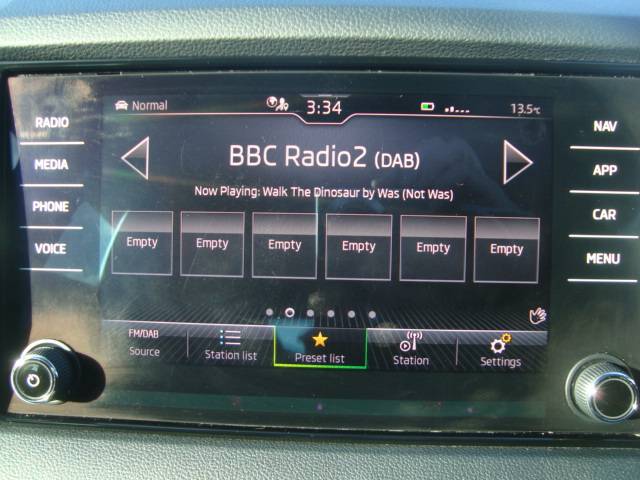 RADIO
MEDIA
PHONE
VOICE
Normal
3:34
13.5°C
BBC Radio2 (DAB)
Now Playing: Walk The Dinosaur by Was (Not Was)
Empty Empty Empty Empty Empty Empty
FM/DAB
Source
Station list
Preset list
Station
Settings
NAV
APP
CAR
MENU